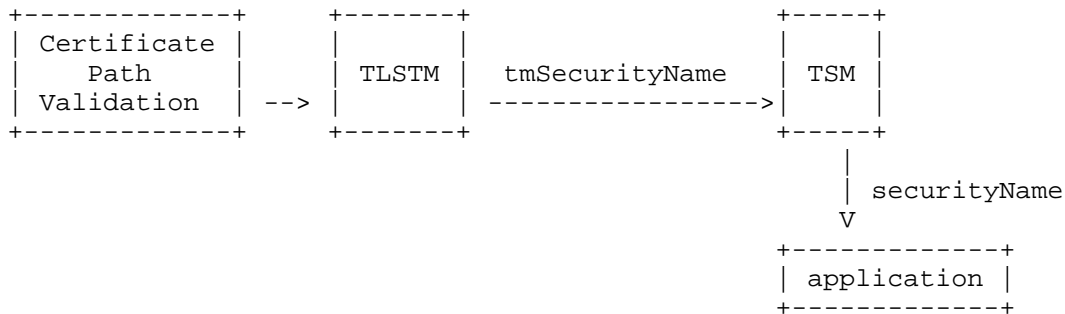 +-------------+     +-------+                   +-----+
| Certificate |     |       |                   |     |
|    Path     |     | TLSTM |  tmSecurityName   | TSM |
| Validation  | --> |       | ----------------->|     |
+-------------+     +-------+                   +-----+
                                                    |
                                                    | securityName
                                                    V
                                                +-------------+
                                                | application |
                                                +-------------+